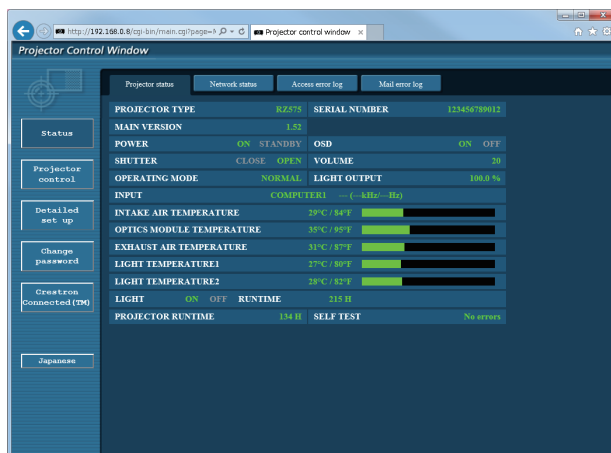 http://192.168.0.8/cgi-bin/main.cgi?page=
Projector control window
Projector Control Window
Projector status
Network status
Access error log
Mail error log
PROJECTOR TYPE RZ575 SERIAL NUMBER 123456789012
MAIN VERSION 1.52
Status
POWER ON STANDBY OSD ON OFF
SHUTTER CLOSE OPEN VOLUME 20
Projector
control
OPERATING MODE NORMAL LIGHT OUTPUT 100.0 %
INPUT COMPUTER1 --- (---kHz/---Hz)
Detailed
set up
INTAKE AIR TEMPERATURE 29°C / 84°F
OPTICS MODULE TEMPERATURE 35°C / 95°F
EXHAUST AIR TEMPERATURE 31°C / 87°F
Change
password
LIGHT TEMPERATURE1 27°C / 80°F
LIGHT TEMPERATURE2 28°C / 82°F
Crestron
Connected(TM)
LIGHT ON OFF RUNTIME 215 H
PROJECTOR RUNTIME 134 H SELF TEST No errors
Japanese